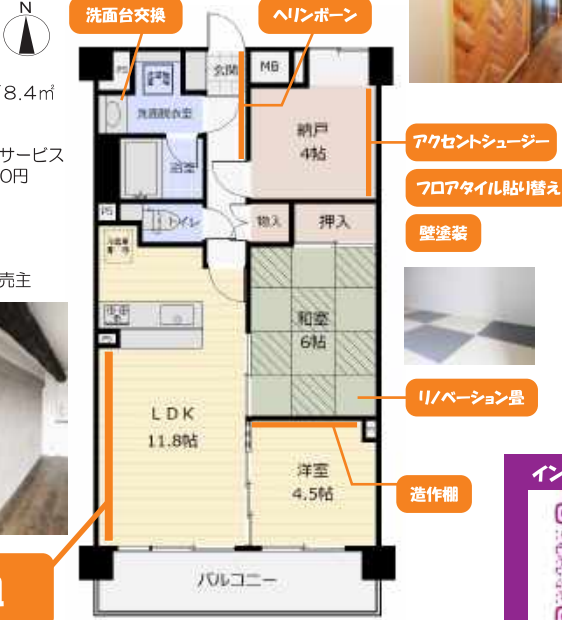 N
洗面台交換
ヘリンボーン
8.4㎡
PS
玄関
MB
洗面脱衣室
納戸
4帖
サービス
0円
浴室
アクセントシュージー
フロアタイル貼り替え
PS
トイレ
物入
押入
壁塗装
売主
和室
6帖
リノベーション畳
LDK
11.8帖
洋室
4.5帖
造作棚
イン
バルコニー